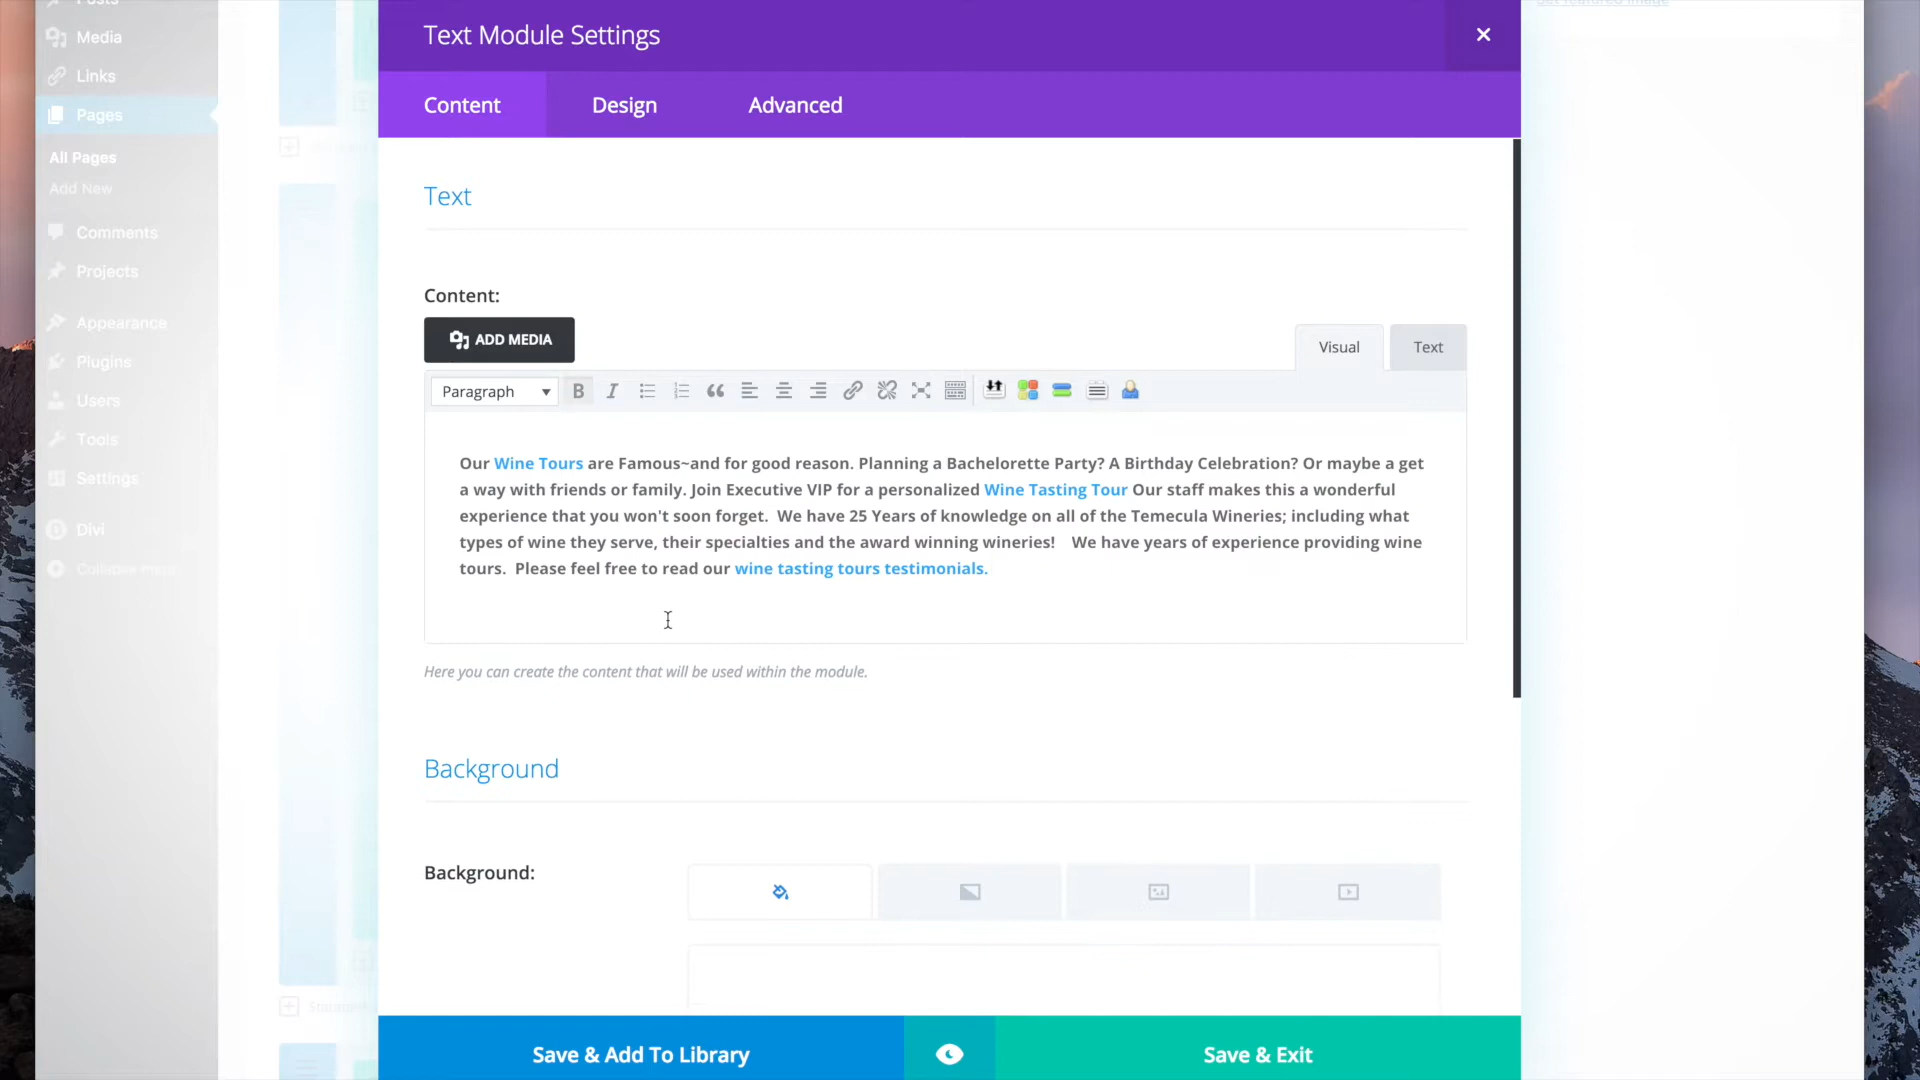 Posts
Set featured image
Media
Links
Pages
All Pages
Add New
Comments
Projects
Appearance
Plugins
Users
Tools
Settings
Divi
Collapse menu
Text Module Settings
Content
Design
Advanced
Text
Content:
ADD MEDIA
Visual
Text
Paragraph
B
I
Our Wine Tours are Famous~and for good reason. Planning a Bachelorette Party? A Birthday Celebration? Or maybe a get
a way with friends or family. Join Executive VIP for a personalized Wine Tasting Tour Our staff makes this a wonderful
experience that you won't soon forget.  We have 25 Years of knowledge on all of the Temecula Wineries; including what
types of wine they serve, their specialties and the award winning wineries!    We have years of experience providing wine
tours.  Please feel free to read our wine tasting tours testimonials.
Here you can create the content that will be used within the module.
Background
Background:
Save & Add To Library
Save & Exit